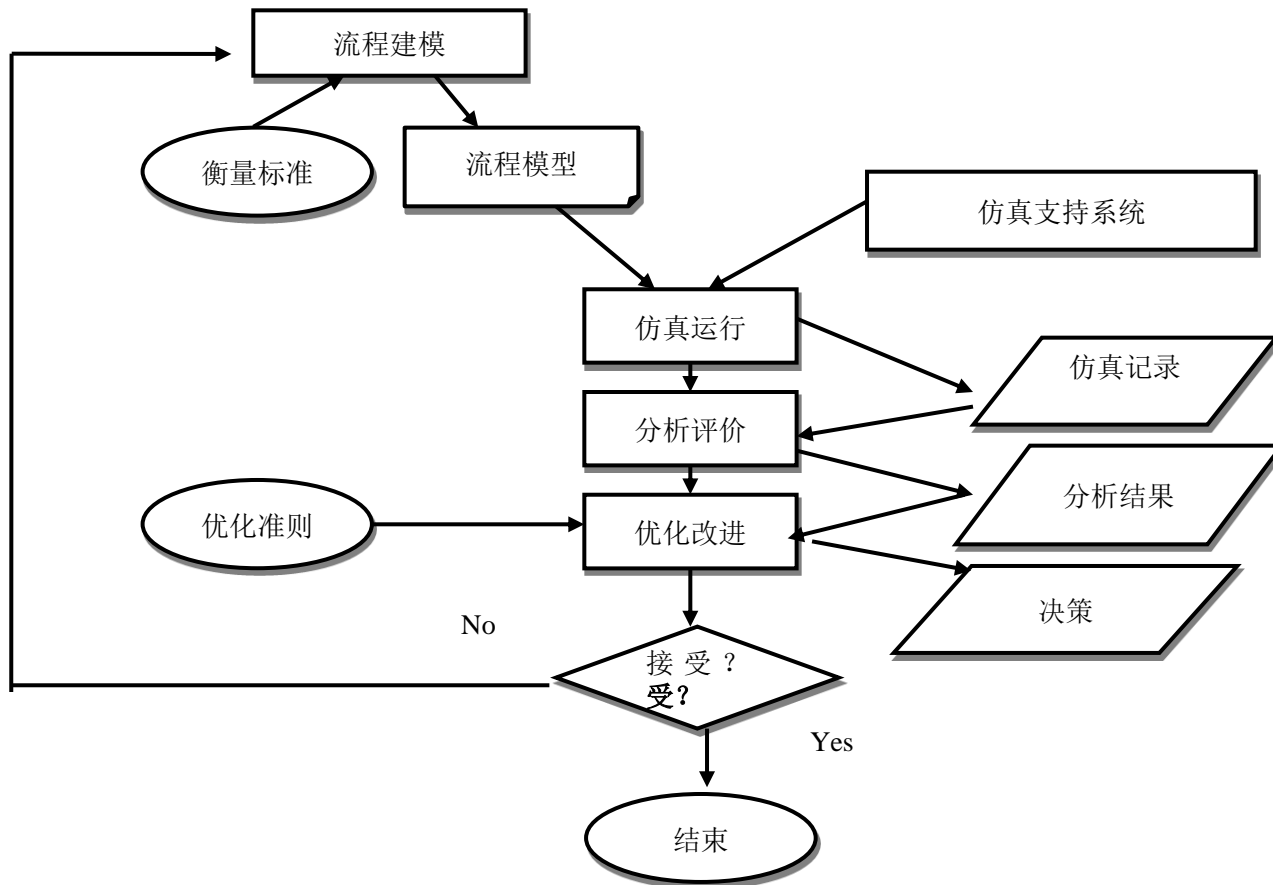 流程建模
衡量标准
流程模型
仿真支持系统
仿真运行
仿真记录
分析评价
分析结果
优化准则
优化改进
决策
No
接 受 ？
受？
Yes
结束